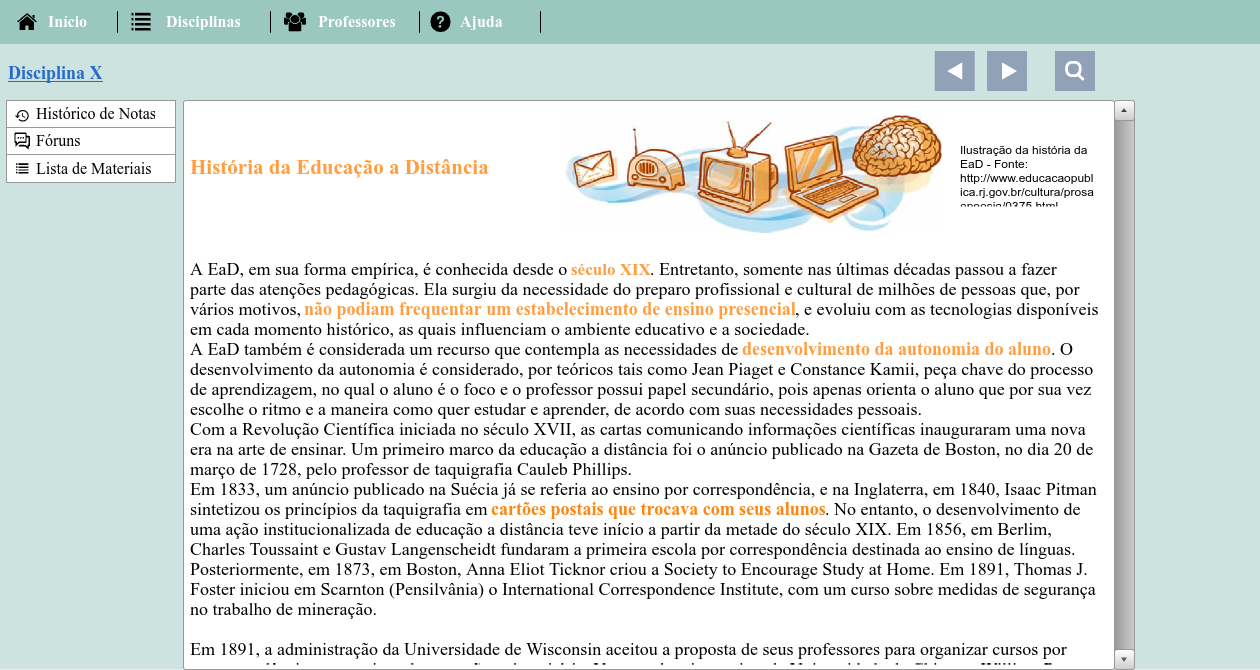 Início Disciplinas Professores Ajuda
Disciplina X
Histórico de Notas
Fóruns
Lista de Materiais
História da Educação a Distância
Ilustração da história da
EaD - Fonte:
http://www.educacaopubl
ica.rj.gov.br/cultura/prosa
A EaD, em sua forma empírica, é conhecida desde o século XIX. Entretanto, somente nas últimas décadas passou a fazer
parte das atenções pedagógicas. Ela surgiu da necessidade do preparo profissional e cultural de milhões de pessoas que, por
vários motivos, não podiam frequentar um estabelecimento de ensino presencial, e evoluiu com as tecnologias disponíveis
em cada momento histórico, as quais influenciam o ambiente educativo e a sociedade.
A EaD também é considerada um recurso que contempla as necessidades de desenvolvimento da autonomia do aluno. O
desenvolvimento da autonomia é considerado, por teóricos tais como Jean Piaget e Constance Kamii, peça chave do processo
de aprendizagem, no qual o aluno é o foco e o professor possui papel secundário, pois apenas orienta o aluno que por sua vez
escolhe o ritmo e a maneira como quer estudar e aprender, de acordo com suas necessidades pessoais.
Com a Revolução Científica iniciada no século XVII, as cartas comunicando informações científicas inauguraram uma nova
era na arte de ensinar. Um primeiro marco da educação a distância foi o anúncio publicado na Gazeta de Boston, no dia 20 de
março de 1728, pelo professor de taquigrafia Cauleb Phillips.
Em 1833, um anúncio publicado na Suécia já se referia ao ensino por correspondência, e na Inglaterra, em 1840, Isaac Pitman
sintetizou os princípios da taquigrafia em cartões postais que trocava com seus alunos. No entanto, o desenvolvimento de
uma ação institucionalizada de educação a distância teve início a partir da metade do século XIX. Em 1856, em Berlim,
Charles Toussaint e Gustav Langenscheidt fundaram a primeira escola por correspondência destinada ao ensino de línguas.
Posteriormente, em 1873, em Boston, Anna Eliot Ticknor criou a Society to Encourage Study at Home. Em 1891, Thomas J.
Foster iniciou em Scarnton (Pensilvânia) o International Correspondence Institute, com um curso sobre medidas de segurança
no trabalho de mineração.
Em 1891, a administração da Universidade de Wisconsin aceitou a proposta de seus professores para organizar cursos por